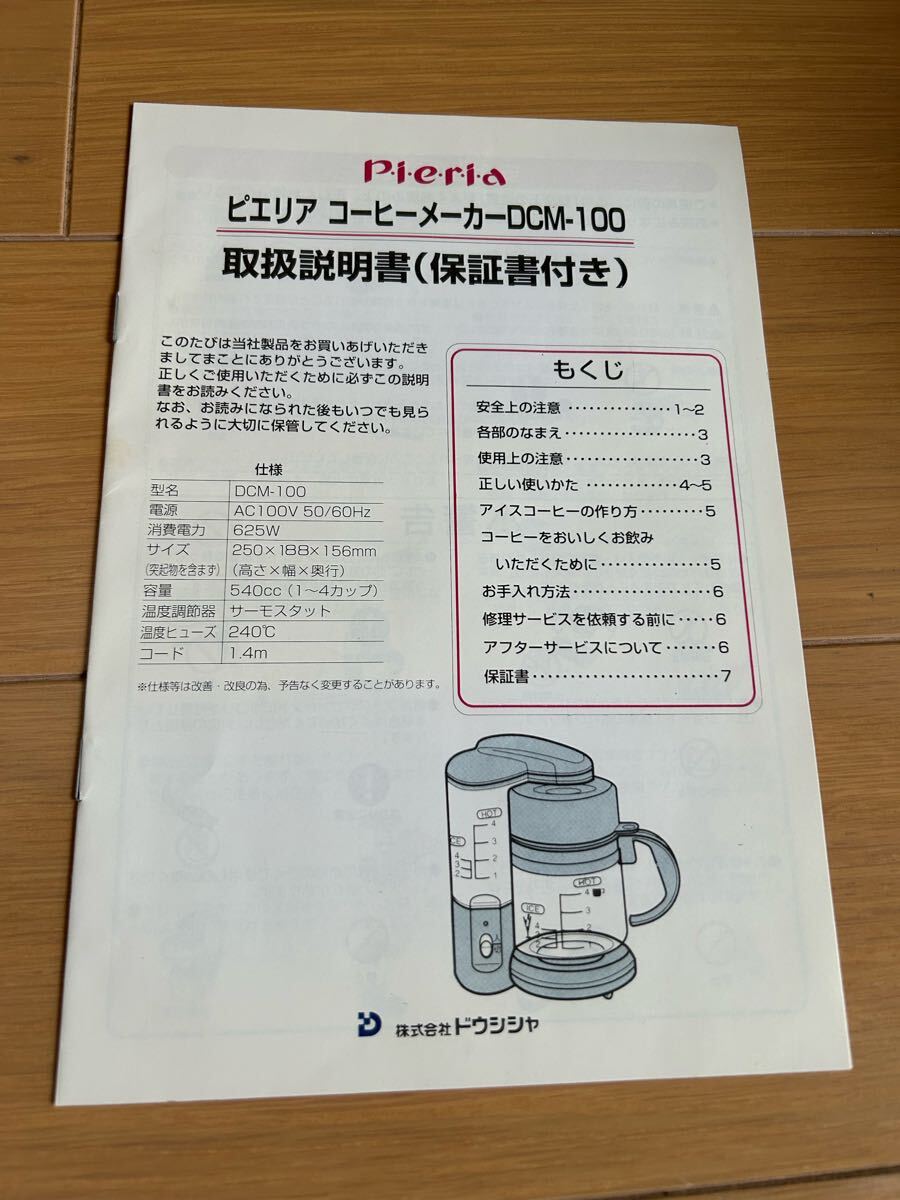 P・i・e・r・i・a
ピエリア コーヒーメーカーDCM-100
取扱説明書(保証書付き)
このたびは当社製品をお買いあげいただき
ましてまことにありがとうございます。
正しくご使用いただくために必ずこの説明
書をお読みください。
なお、お読みになられた後もいつでも見ら
れるように大切に保管してください。
仕様
型名 DCM-100
電源 AC100V 50/60Hz
消費電力 625W
サイズ 250×188×156mm
(突起物を含まず) (高さ×幅×奥行)
容量 540cc (1〜4カップ)
温度調節器 サーモスタット
温度ヒューズ 240℃
コード 1.4m
※仕様等は改善・改良の為、予告なく変更することがあります。
もくじ
安全上の注意 ・・・・・・・・・・・・・・・1〜2
各部のなまえ ・・・・・・・・・・・・・・・・・・・3
使用上の注意 ・・・・・・・・・・・・・・・・・・・3
正しい使いかた ・・・・・・・・・・・・・4〜5
アイスコーヒーの作り方 ・・・・・・・・・5
コーヒーをおいしくお飲み
いただくために ・・・・・・・・・・・・・・・5
お手入れ方法 ・・・・・・・・・・・・・・・・・・6
修理サービスを依頼する前に ・・・・・6
アフターサービスについて ・・・・・・・6
保証書 ・・・・・・・・・・・・・・・・・・・・・・・・7
HOT
4
3
2
1
CE
4
3
2
HOT
4
3
2
ICE
4
2
入
切
株式会社ドウシシャ